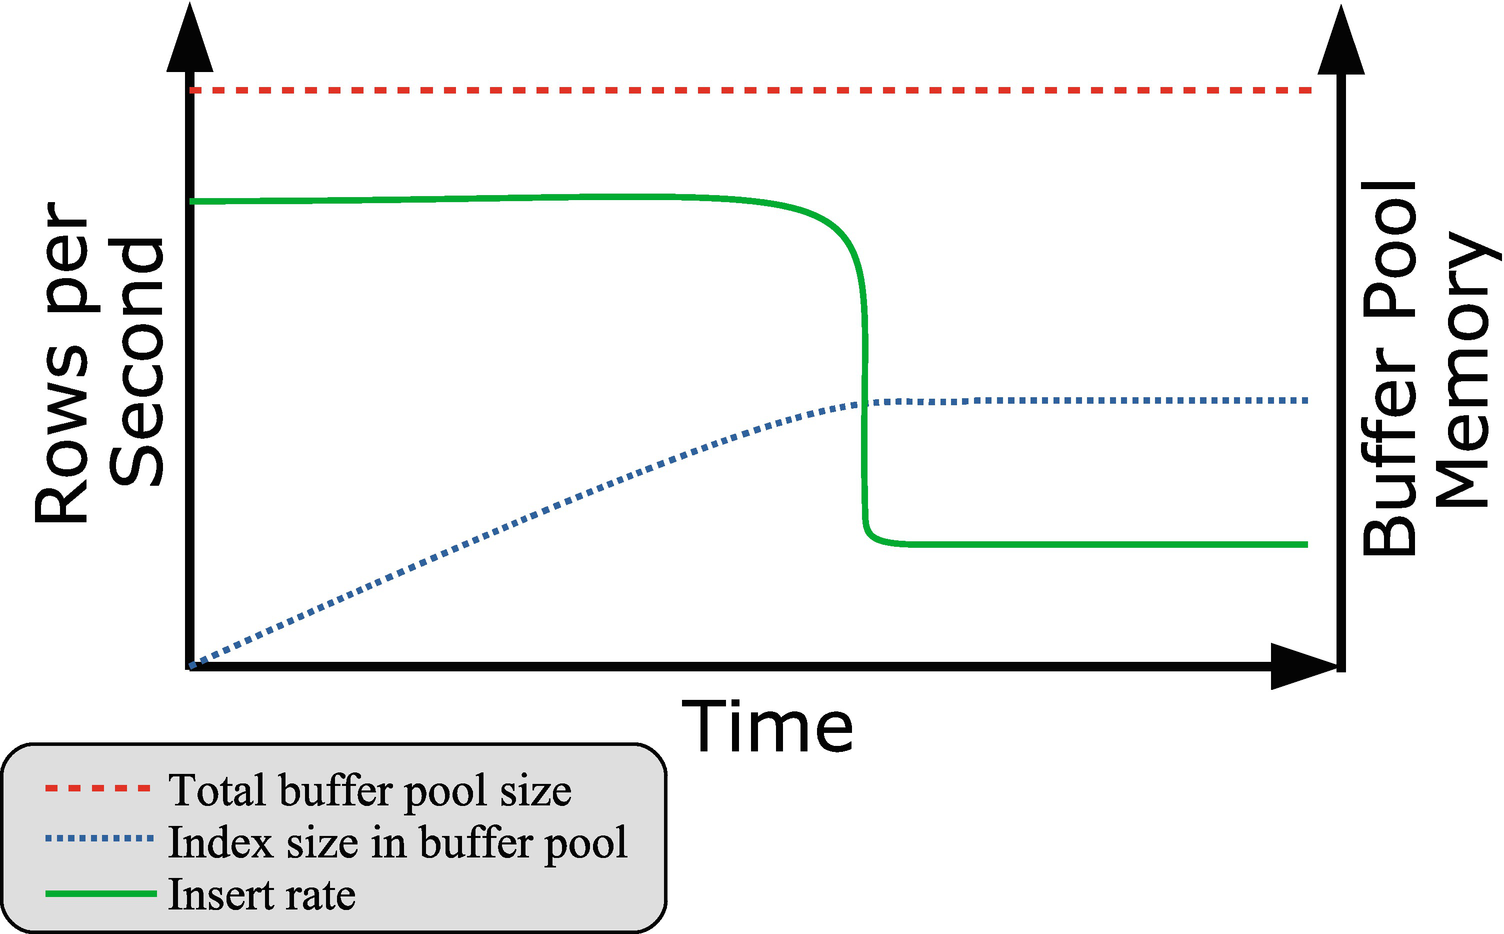 Rows per
Second
Buffer Pool
Memory
Time
Total buffer pool size
Index size in buffer pool
Insert rate